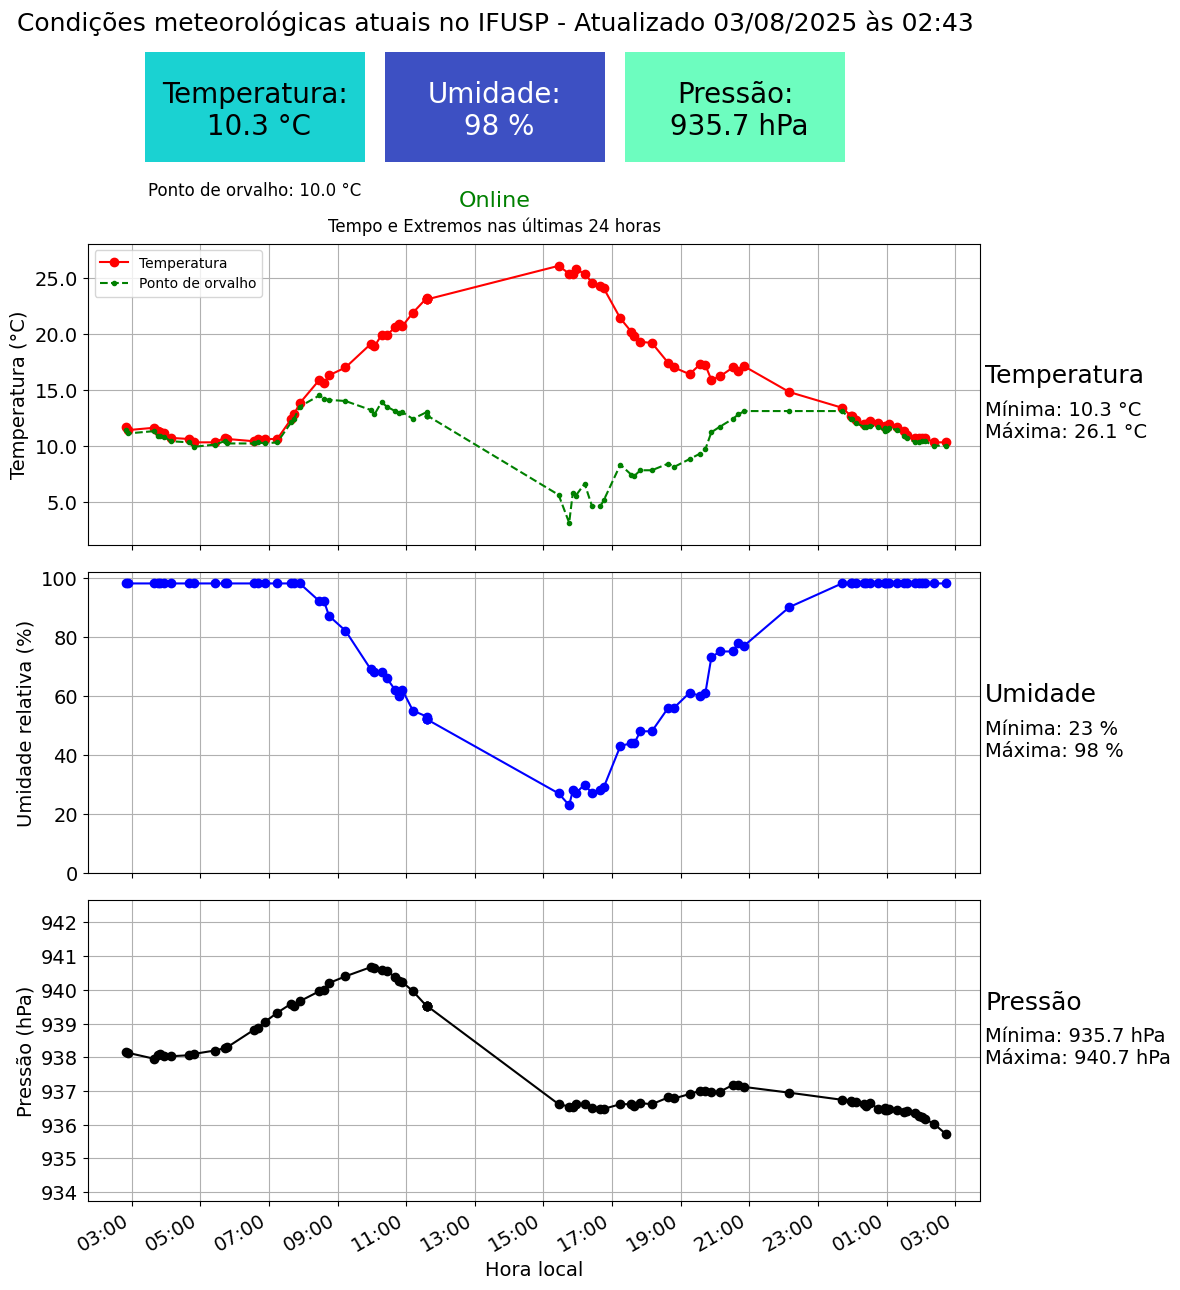 Condições meteorológicas atuais no IFUSP - Atualizado 03/08/2025 às 02:43
Temperatura:
10.3 °C
Umidade:
98 %
Pressão:
935.7 hPa
Ponto de orvalho: 10.0 °C
Online
Tempo e Extremos nas últimas 24 horas
Temperatura (°C)
25.0
20.0
15.0
10.0
5.0
Temperatura
Ponto de orvalho
Temperatura
Mínima: 10.3 °C
Máxima: 26.1 °C
Umidade relativa (%)
100
80
60
40
20
0
Umidade
Mínima: 23 %
Máxima: 98 %
Pressão (hPa)
942
941
940
939
938
937
936
935
934
Pressão
Mínima: 935.7 hPa
Máxima: 940.7 hPa
03:00 05:00 07:00 09:00 11:00 13:00 15:00 17:00 19:00 21:00 23:00 01:00 03:00
Hora local